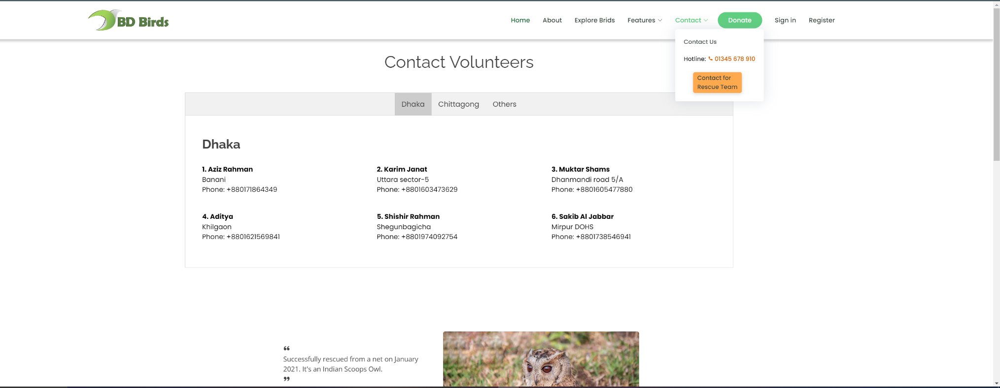 BD Birds
Home About Explore Brids Features Contact Donate Sign in Register
Contact Us
Hotline: 01345 678 910
Contact for
Rescue Team
Contact Volunteers
Dhaka Chittagong Others
Dhaka
1. Aziz Rahman
Banani
Phone: +880171864349
2. Karim Janat
Uttara sector-5
Phone: +8801603473629
3. Muktar Shams
Dhanmandi road 5/A
Phone: +8801605477880
4. Aditya
Khilgaon
Phone: +8801621569841
5. Shishir Rahman
Shegunbagicha
Phone: +8801974092754
6. Sakib Al Jabbar
Mirpur DOHS
Phone: +8801738546941
“
Successfully rescued from a net on January
2021. It's an Indian Scoops Owl.
”